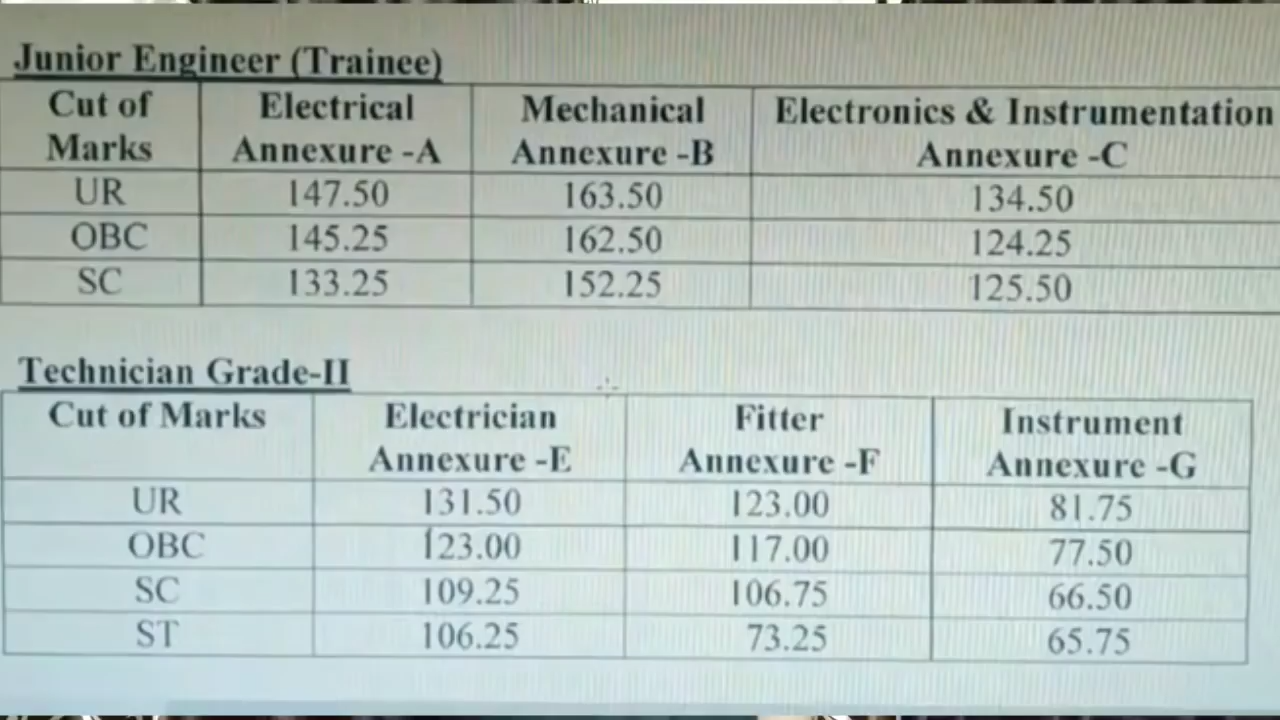 Junior Engineer (Trainee)
Cut of Marks Electrical Annexure -A Mechanical Annexure -B Electronics & Instrumentation Annexure -C
UR 147.50 163.50 134.50
OBC 145.25 162.50 124.25
SC 133.25 152.25 125.50
Technician Grade-II
Cut of Marks Electrician Annexure -E Fitter Annexure -F Instrument Annexure -G
UR 131.50 123.00 81.75
OBC 123.00 117.00 77.50
SC 109.25 106.75 66.50
ST 106.25 73.25 65.75